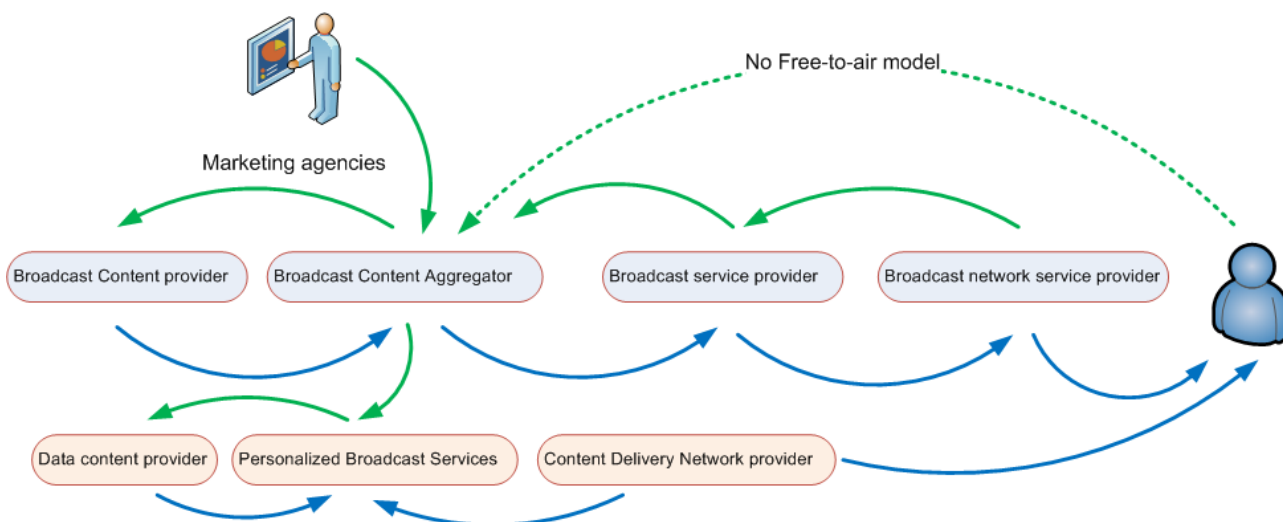 No Free-to-air model
Marketing agencies
Broadcast Content provider
Broadcast Content Aggregator
Broadcast service provider
Broadcast network service provider
Data content provider
Personalized Broadcast Services
Content Delivery Network provider